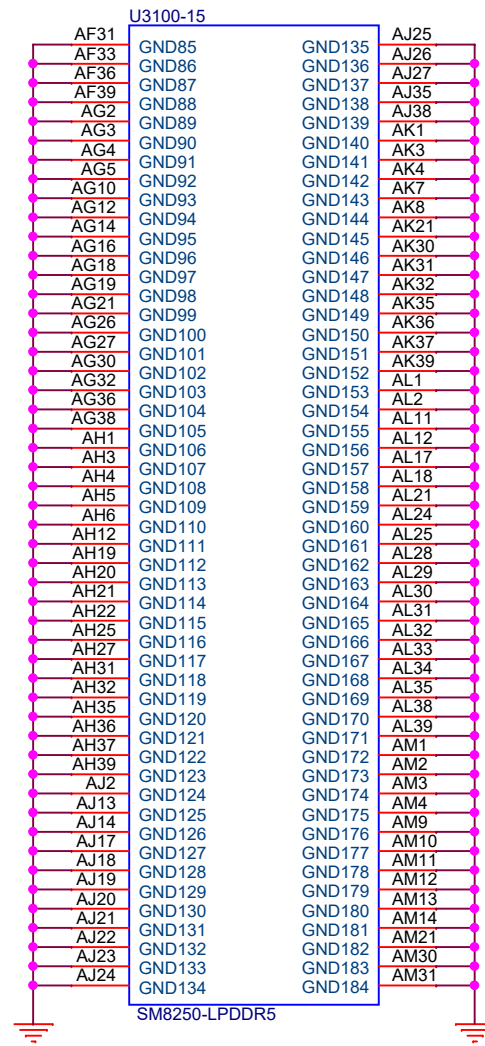 U3100-15
AF31 GND85 GND135 AJ25
AF33 GND86 GND136 AJ26
AF36 GND87 GND137 AJ27
AF39 GND88 GND138 AJ35
AG2 GND89 GND139 AJ38
AG3 GND90 GND140 AK1
AG4 GND91 GND141 AK3
AG5 GND92 GND142 AK4
AG10 GND93 GND143 AK7
AG12 GND94 GND144 AK8
AG14 GND95 GND145 AK21
AG16 GND96 GND146 AK30
AG18 GND97 GND147 AK31
AG19 GND98 GND148 AK32
AG21 GND99 GND149 AK35
AG26 GND100 GND150 AK36
AG27 GND101 GND151 AK37
AG30 GND102 GND152 AK39
AG32 GND103 GND153 AL1
AG36 GND104 GND154 AL2
AG38 GND105 GND155 AL11
AH1 GND106 GND156 AL12
AH3 GND107 GND157 AL17
AH4 GND108 GND158 AL18
AH5 GND109 GND159 AL21
AH6 GND110 GND160 AL24
AH12 GND111 GND161 AL25
AH19 GND112 GND162 AL28
AH20 GND113 GND163 AL29
AH21 GND114 GND164 AL30
AH22 GND115 GND165 AL31
AH25 GND116 GND166 AL32
AH27 GND117 GND167 AL33
AH31 GND118 GND168 AL34
AH32 GND119 GND169 AL35
AH35 GND120 GND170 AL38
AH36 GND121 GND171 AL39
AH37 GND122 GND172 AM1
AH39 GND123 GND173 AM2
AJ2 GND124 GND174 AM3
AJ13 GND125 GND175 AM4
AJ14 GND126 GND176 AM9
AJ17 GND127 GND177 AM10
AJ18 GND128 GND178 AM11
AJ19 GND129 GND179 AM12
AJ20 GND130 GND180 AM13
AJ21 GND131 GND181 AM14
AJ22 GND132 GND182 AM21
AJ23 GND133 GND183 AM30
AJ24 GND134 GND184 AM31
SM8250-LPDDR5